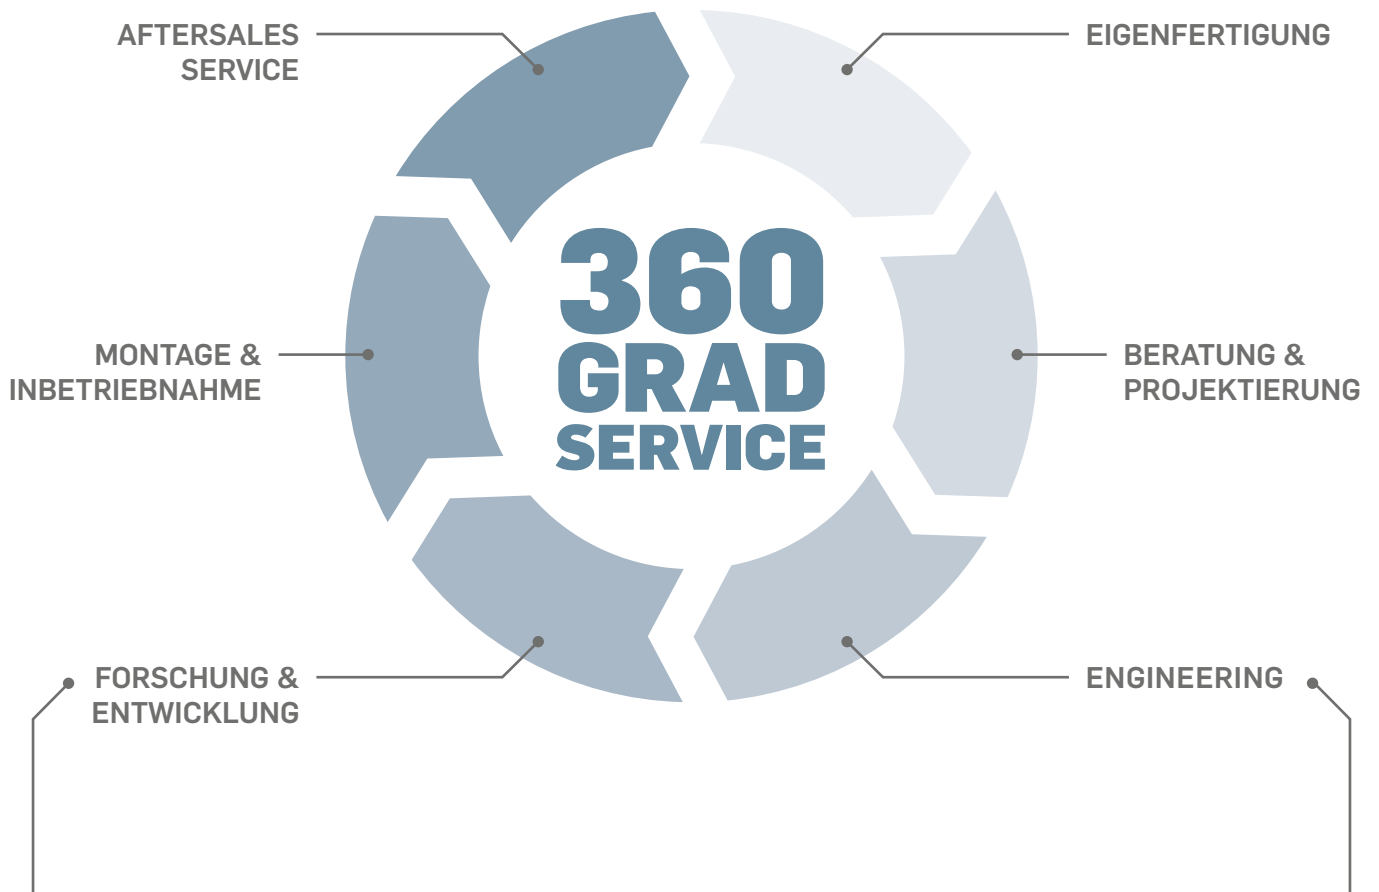 AFTERSALES
SERVICE
EIGENFERTIGUNG
360
GRAD
SERVICE
MONTAGE &
INBETRIEBNAHME
BERATUNG &
PROJEKTIERUNG
FORSCHUNG &
ENTWICKLUNG
ENGINEERING